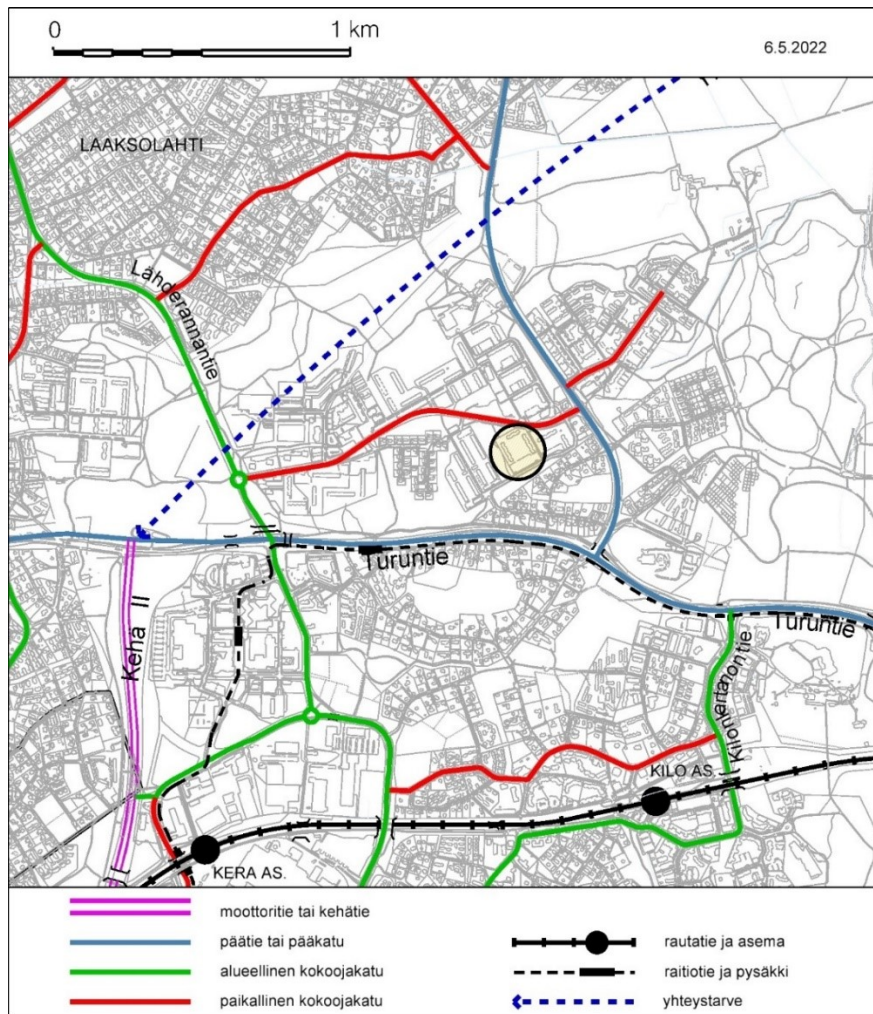 0 1 km
6.5.2022
LAAKSOLAHTI
Lähderannantie
Turuntie
Turuntie
Kehä II
Kilonkartanontie
KILO AS.
KERA AS.
moottoritie tai kehätie
päätie tai pääkatu
alueellinen kokoojakatu
paikallinen kokoojakatu
rautatie ja asema
raitiotie ja pysäkki
yhteystarve